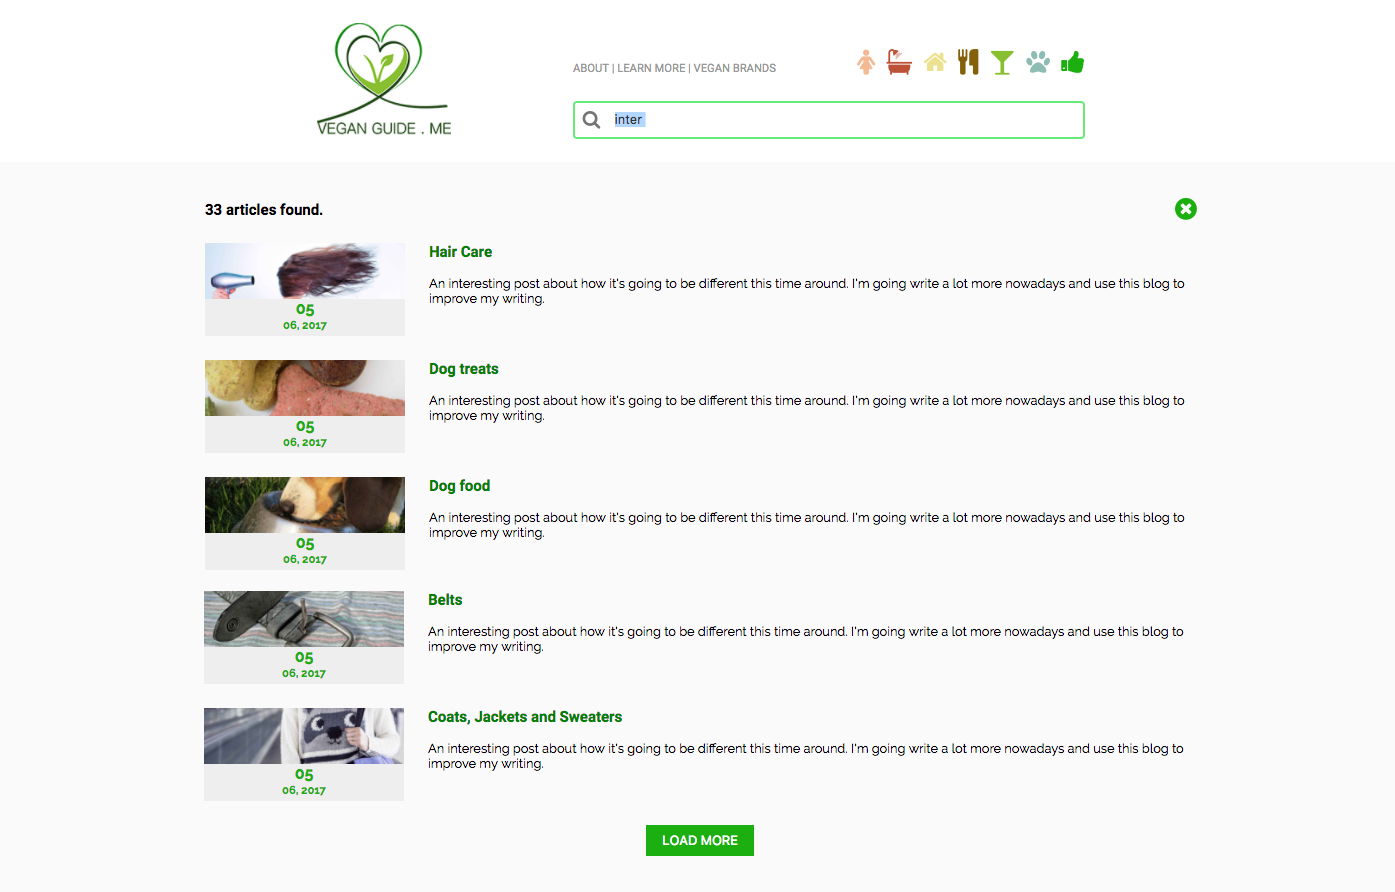 VEGAN GUIDE . ME
ABOUT | LEARN MORE | VEGAN BRANDS
inter
33 articles found.
Hair Care
An interesting post about how it's going to be different this time around. I'm going write a lot more nowadays and use this blog to
improve my writing.
05
06, 2017
Dog treats
An interesting post about how it's going to be different this time around. I'm going write a lot more nowadays and use this blog to
improve my writing.
05
06, 2017
Dog food
An interesting post about how it's going to be different this time around. I'm going write a lot more nowadays and use this blog to
improve my writing.
05
06, 2017
Belts
An interesting post about how it's going to be different this time around. I'm going write a lot more nowadays and use this blog to
improve my writing.
05
06, 2017
Coats, Jackets and Sweaters
An interesting post about how it's going to be different this time around. I'm going write a lot more nowadays and use this blog to
improve my writing.
05
06, 2017
LOAD MORE